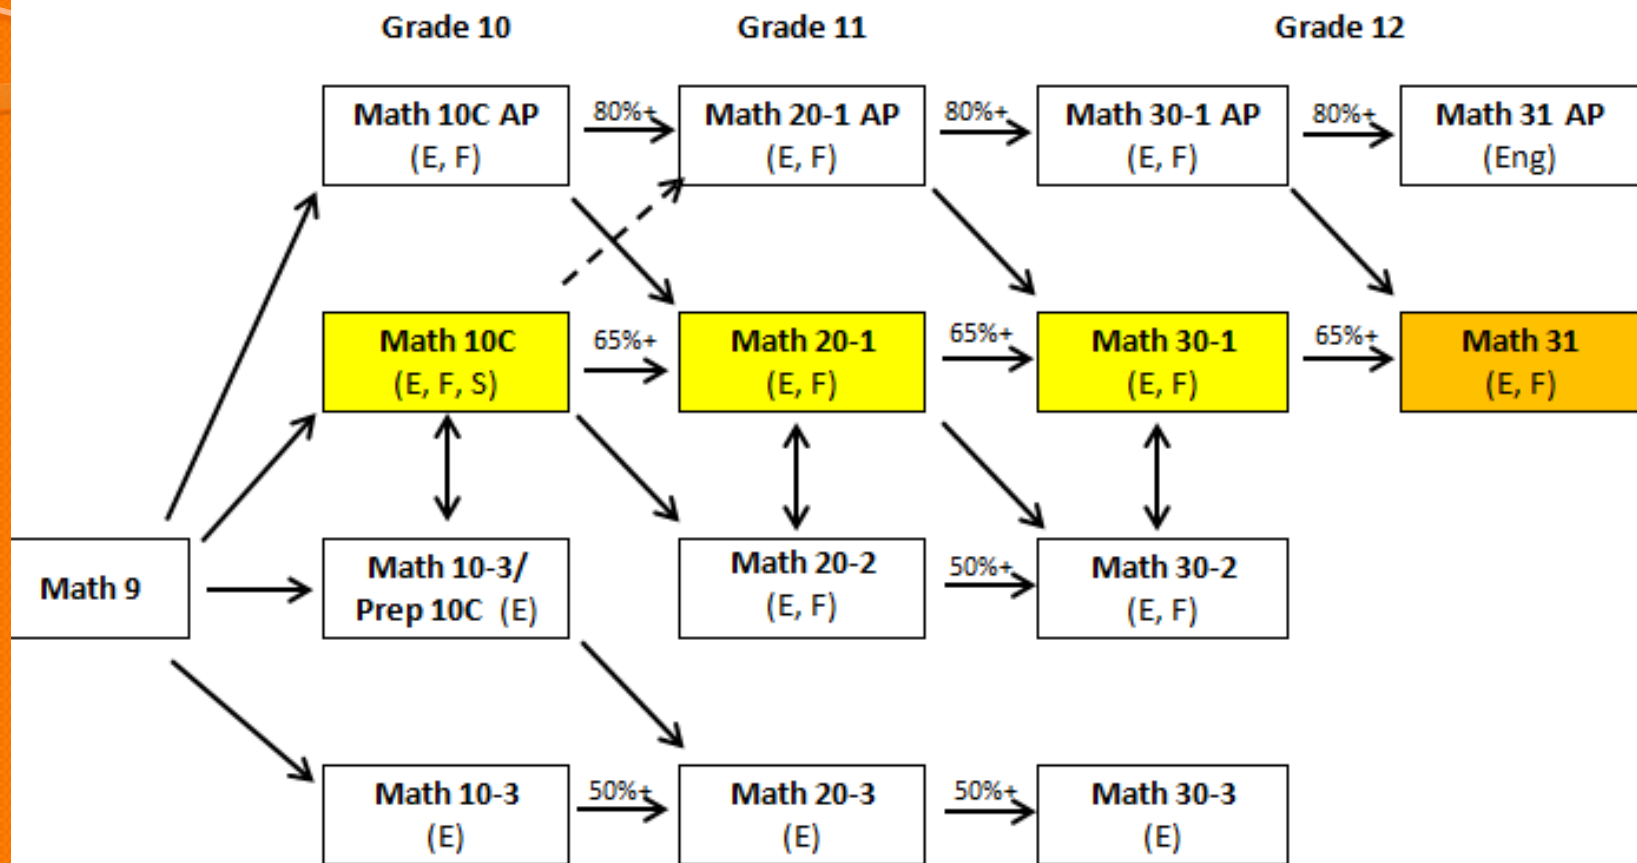 Grade 10
Grade 11
Grade 12
Math 10C AP
(E, F)
80%+
Math 20-1 AP
(E, F)
80%+
Math 30-1 AP
(E, F)
80%+
Math 31 AP
(Eng)
Math 10C
(E, F, S)
65%+
Math 20-1
(E, F)
65%+
Math 30-1
(E, F)
65%+
Math 31
(E, F)
Math 9
Math 10-3/
Prep 10C (E)
Math 20-2
(E, F)
50%+
Math 30-2
(E, F)
Math 10-3
(E)
50%+
Math 20-3
(E)
50%+
Math 30-3
(E)